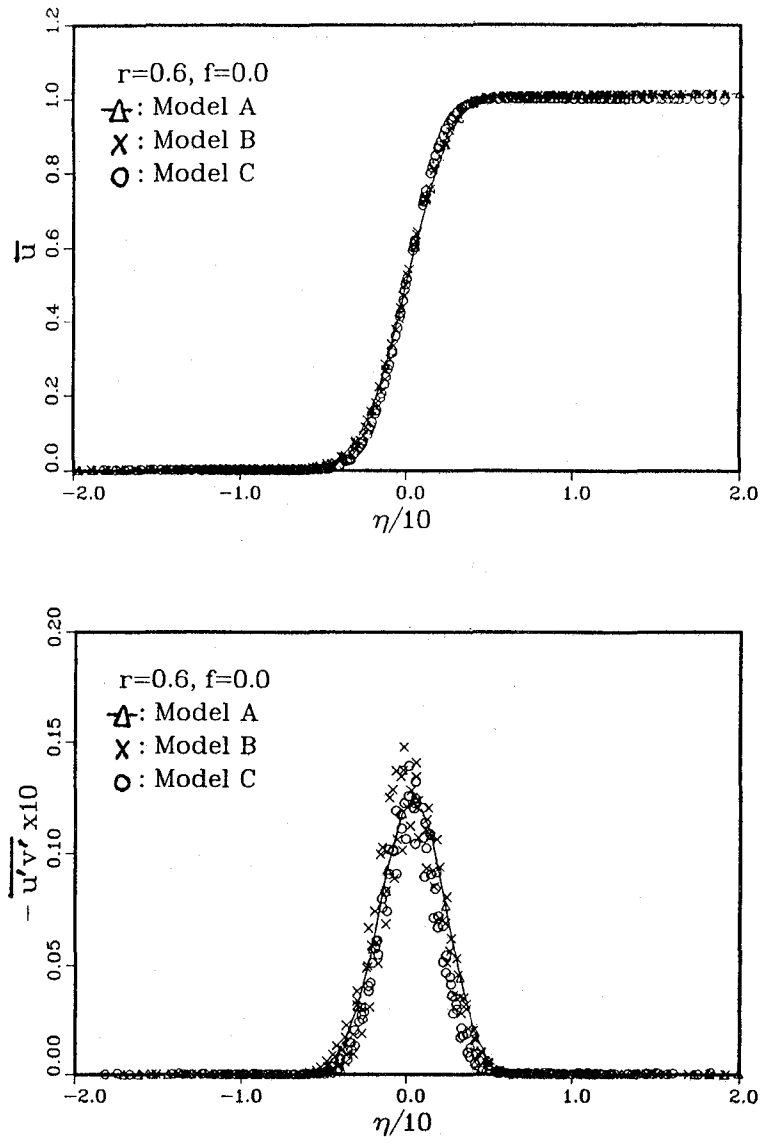 1.2
1.0
0.8
0.6
0.4
0.2
0.0
u̅
r=0.6, f=0.0
-△-: Model A
×: Model B
○: Model C
-2.0 -1.0 0.0 1.0 2.0
η/10
0.20
0.15
0.10
0.05
0.00
- u'v' x10
r=0.6, f=0.0
-△-: Model A
×: Model B
○: Model C
-2.0 -1.0 0.0 1.0 2.0
η/10